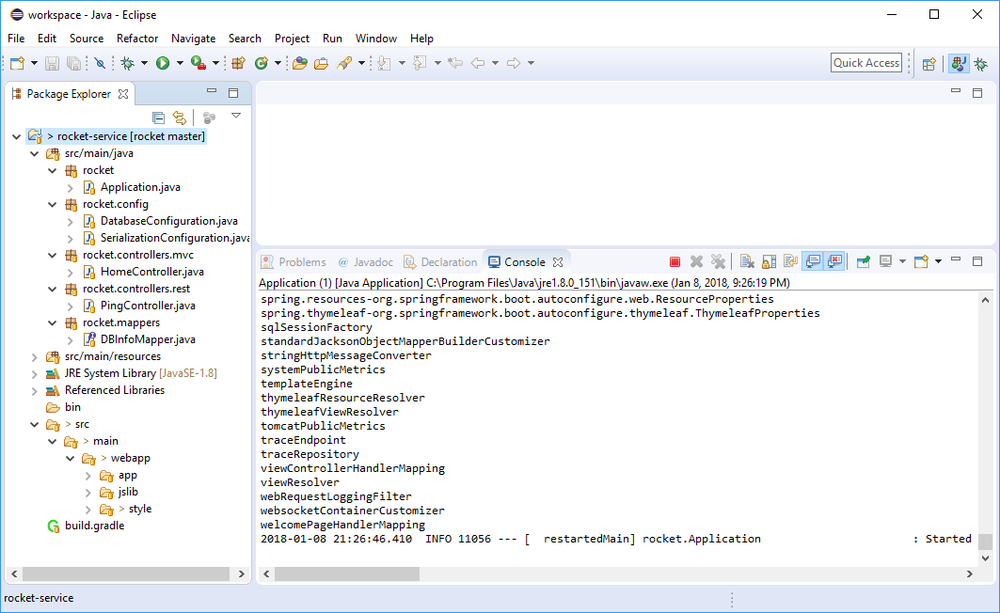 workspace - Java - Eclipse
File Edit Source Refactor Navigate Search Project Run Window Help
Quick Access
Package Explorer
> rocket-service [rocket master]
src/main/java
rocket
Application.java
rocket.config
DatabaseConfiguration.java
SerializationConfiguration.java
rocket.controllers.mvc
HomeController.java
rocket.controllers.rest
PingController.java
rocket.mappers
DBInfoMapper.java
src/main/resources
JRE System Library [JavaSE-1.8]
Referenced Libraries
bin
> src
> main
> webapp
app
jslib
> style
build.gradle
Problems @ Javadoc Declaration Console
Application (1) [Java Application] C:\Program Files\Java\jre1.8.0_151\bin\javaw.exe (Jan 8, 2018, 9:26:19 PM)
spring.resources-org.springframework.boot.autoconfigure.web.ResourceProperties
spring.thymeleaf-org.springframework.boot.autoconfigure.thymeleaf.ThymeleafProperties
sqlSessionFactory
standardJacksonObjectMapperBuilderCustomizer
stringHttpMessageConverter
systemPublicMetrics
templateEngine
thymeleafResourceResolver
thymeleafViewResolver
tomcatPublicMetrics
traceEndpoint
traceRepository
viewControllerHandlerMapping
viewResolver
webRequestLoggingFilter
websocketContainerCustomizer
welcomePageHandlerMapping
2018-01-08 21:26:46.410 INFO 11056 --- [ restartedMain] rocket.Application : Started
rocket-service